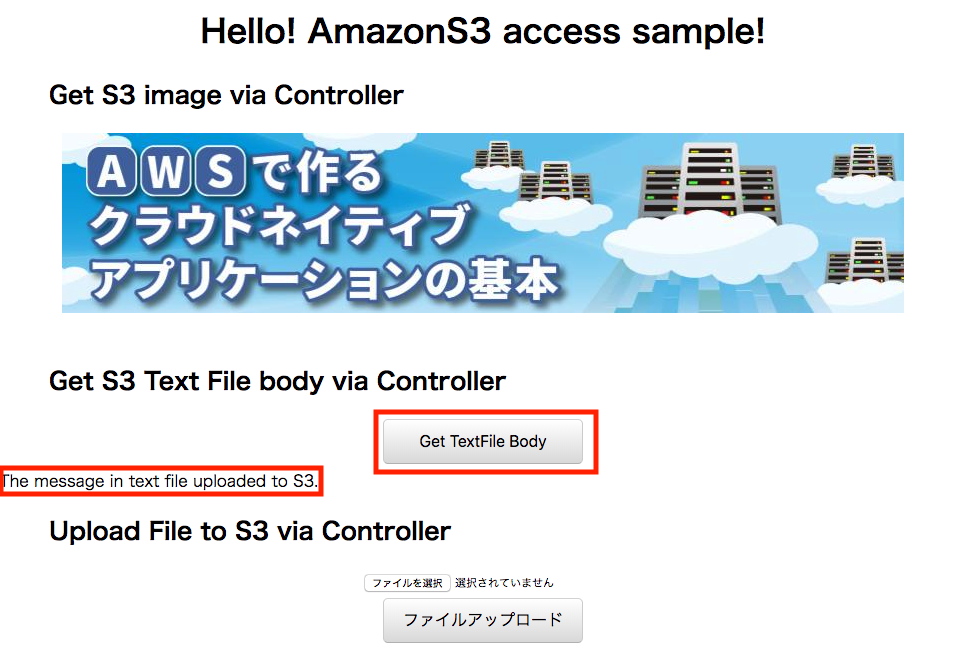 Hello! AmazonS3 access sample!
Get S3 image via Controller
AWSで作る
クラウドネイティブ
アプリケーションの基本
Get S3 Text File body via Controller
Get TextFile Body
The message in text file uploaded to S3.
Upload File to S3 via Controller
ファイルを選択 選択されていません
ファイルアップロード